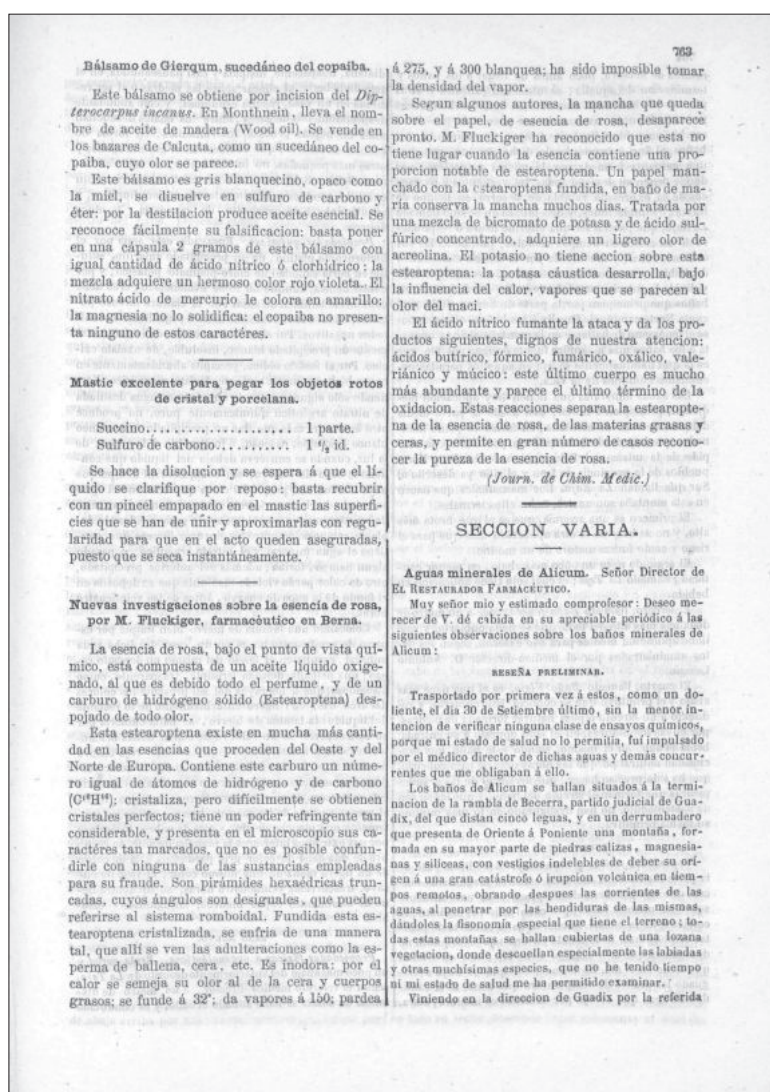 763
Bálsamo de Gierqum, sucedáneo del copaiba.
Este bálsamo se obtiene por incision del Dip-
terocarpus incanus. En Monthnein, lleva el nom-
bre de aceite de madera (Wood oil). Se vende en
los bazares de Calcuta, como un sucedáneo del co-
paiba, cuyo olor se parece.
Este bálsamo es gris blanquecino, opaco como
la miel, se disuelve en sulfuro de carbono y
éter: por la destilacion produce aceite esencial. Se
reconoce fácilmente su falsificacion: basta poner
en una cápsula 2 gramos de este bálsamo con
igual cantidad de ácido nítrico ó clorhídrico: la
mezcla adquiere un hermoso color rojo violeta. El
nitrato ácido de mercurio le colora en amarillo;
la magnesia no lo solidifica: el copaiba no presen-
ta ninguno de estos caractéres.
Mastic excelente para pegar los objetos rotos
de cristal y porcelana.
Succino.................... 1 parte.
Sulfuro de carbono........... 1 1/2 id.
Se hace la disolucion y se espera á que el lí-
quido se clarifique por reposo: basta recubrir
con un pincel empapado en el mastic las superfi-
cies que se han de uñir y aproximarlas con regu-
laridad para que en el acto queden aseguradas,
puesto que se seca instantáneamente.
Nuevas investigaciones sobre la esencia de rosa,
por M. Fluckiger, farmacéutico en Berna.
La esencia de rosa, bajo el punto de vista quí-
mico, está compuesta de un aceite líquido oxige-
nado, al que es debido todo el perfume, y de un
carburo de hidrógeno sólido (Estearoptena) des-
pojado de todo olor.
Esta estearoptena existe en mucha más canti-
dad en las esencias que proceden del Oeste y del
Norte de Europa. Contiene este carburo un núme-
ro igual de átomos de hidrógeno y de carbono
(C¹⁶H¹⁶): cristaliza, pero difícilmente se obtienen
cristales perfectos; tiene un poder refringente tan
considerable, y presenta en el microscopio sus ca-
ractéres tan marcados, que no es posible confun-
dirle con ninguna de las sustancias empleadas
para su fraude. Son pirámides hexaédricas trun-
cadas, cuyos ángulos son desiguales, que pueden
referirse al sistema romboidal. Fundida esta es-
tearoptena cristalizada, se enfria de una manera
tal, que allí se ven las adulteraciones como la es-
perma de ballena, cera, etc. Es inodora: por el
calor se semeja su olor al de la cera y cuerpos
grasos; se funde á 32°; da vapores á 150; pardea
á 275, y á 300 blanquea; ha sido imposible tomar
la densidad del vapor.
Segun algunos autores, la mancha que queda
sobre el papel, de esencia de rosa, desaparece
pronto. M. Fluckiger ha reconocido que esta no
tiene lugar cuando la esencia contiene una pro-
porcion notable de estearoptena. Un papel man-
chado con la estearoptena fundida, en baño de ma-
ría conserva la mancha muchos dias. Tratada por
una mezcla de bicromato de potasa y de ácido sul-
fúrico concentrado, adquiere un ligero olor de
acreolina. El potasio no tiene accion sobre esta
estearoptena: la potasa cáustica desarrolla, bajo
la influencia del calor, vapores que se parecen al
olor del maci.
El ácido nítrico fumante la ataca y da los pro-
ductos siguientes, dignos de nuestra atencion:
ácidos butírico, fórmico, fumárico, oxálico, vale-
riánico y múcico: este último cuerpo es mucho
más abundante y parece el último término de la
oxidacion. Estas reacciones separan la estearopte-
na de la esencia de rosa, de las materias grasas y
ceras, y permite en gran número de casos recono-
cer la pureza de la esencia de rosa.
(Journ. de Chim. Medic.)
SECCION VARIA.
Aguas minerales de Alicum. Señor Director de
EL RESTAURADOR FARMACÉUTICO.
Muy señor mio y estimado comprofesor: Deseo me-
recer de V. dé cabida en su apreciable periódico á las
siguientes observaciones sobre los baños minerales de
Alicum:
RESEÑA PRELIMINAR.
Trasportado por primera vez á estos, como un do-
liente, el dia 30 de Setiembre último, sin la menor in-
tencion de verificar ninguna clase de ensayos químicos,
porque mi estado de salud no lo permitia, fuí impulsado
por el médico director de dichas aguas y demás concur-
rentes que me obligaban á ello.
Los baños de Alicum se hallan situados á la termi-
nacion de la rambla de Becerra, partido judicial de Gua-
dix, del que distan cinco leguas, y en un derrumbadero
que presenta de Oriente á Poniente una montaña, for-
mada en su mayor parte de piedras calizas, magnesia-
nas y silíceas, con vestigios indelebles de deber su orí-
gen á una gran catástrofe ó irupcion volcánica en tiem-
pos remotos, obrando despues las corrientes de las
aguas, al penetrar por las hendiduras de las mismas,
dándoles la fisonomía especial que tiene el terreno; to-
das estas montañas se hallan cubiertas de una lozana
vegetacion, donde descuellan especialmente las labiadas
y otras muchísimas especies, que no he tenido tiempo
ni mi estado de salud me ha permitido examinar.
Viniendo en la direccion de Guadix por la referida